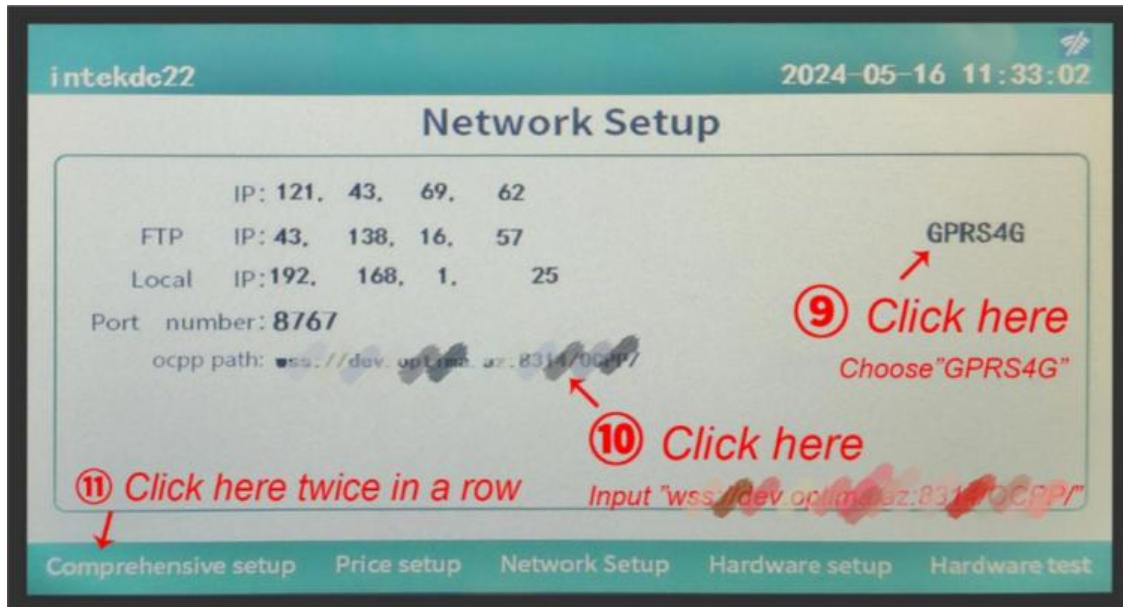 intekdc22
2024-05-16 11:33:02
Network Setup
IP: 121. 43. 69. 62
FTP IP: 43. 138. 16. 57
GPRS4G
Local IP:192. 168. 1. 25
⑨ Click here
Port number: 8767
ocpp path:
Choose"GPRS4G"
⑩ Click here
⑪ Click here twice in a row
Input
Comprehensive setup Price setup Network Setup Hardware setup Hardware test